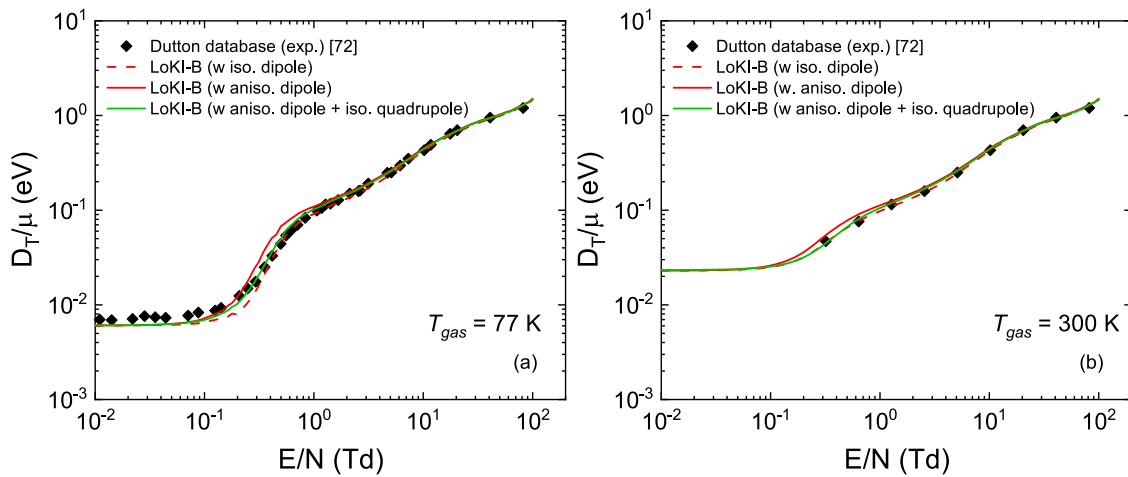 10¹
10⁰
10⁻¹
10⁻²
10⁻³
D_T/μ (eV)
Dutton database (exp.) [72]
LoKI-B (w iso. dipole)
LoKI-B (w aniso. dipole)
LoKI-B (w aniso. dipole + iso. quadrupole)
T_gas = 77 K
(a)
10⁻² 10⁻¹ 10⁰ 10¹ 10²
E/N (Td)
10¹
10⁰
10⁻¹
10⁻²
10⁻³
D_T/μ (eV)
Dutton database (exp.) [72]
LoKI-B (w iso. dipole)
LoKI-B (w. aniso. dipole)
LoKI-B (w aniso. dipole + iso. quadrupole)
T_gas = 300 K
(b)
10⁻² 10⁻¹ 10⁰ 10¹ 10²
E/N (Td)